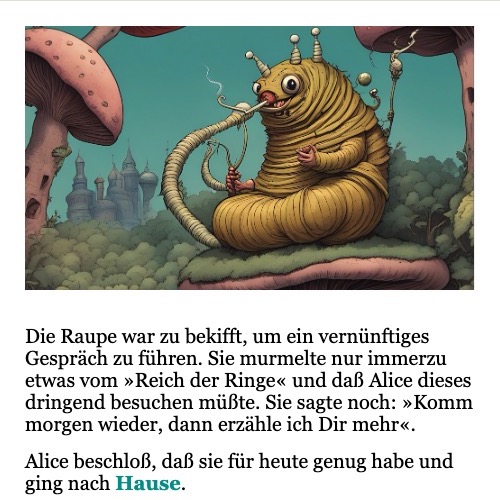 Die Raupe war zu bekifft, um ein vernünftiges
Gespräch zu führen. Sie murmelte nur immerzu
etwas vom »Reich der Ringe« und daß Alice dieses
dringend besuchen müßte. Sie sagte noch: »Komm
morgen wieder, dann erzähle ich Dir mehr«.
Alice beschloß, daß sie für heute genug habe und
ging nach Hause.